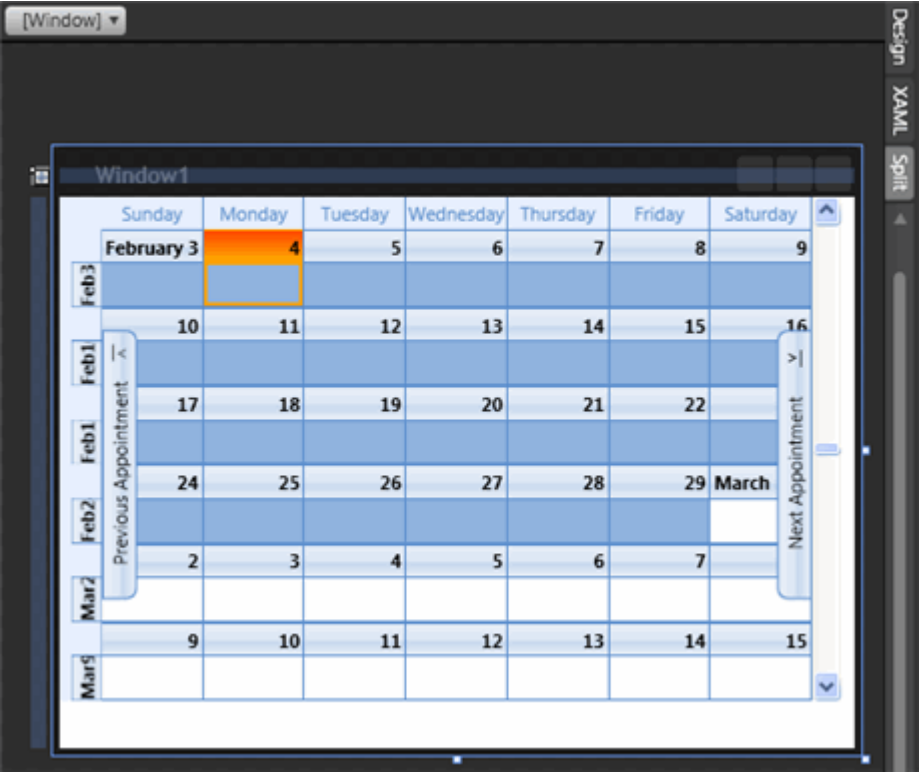 [Window]
Design
XAML
Split
Window1
Sunday Monday Tuesday Wednesday Thursday Friday Saturday
February 3 4 5 6 7 8 9
Feb3
10 11 12 13 14 15 16
Feb1
17 18 19 20 21 22
Feb1
24 25 26 27 28 29 March
Feb2
2 3 4 5 6 7
Mar2
9 10 11 12 13 14 15
Mar9
Previous Appointment
Next Appointment